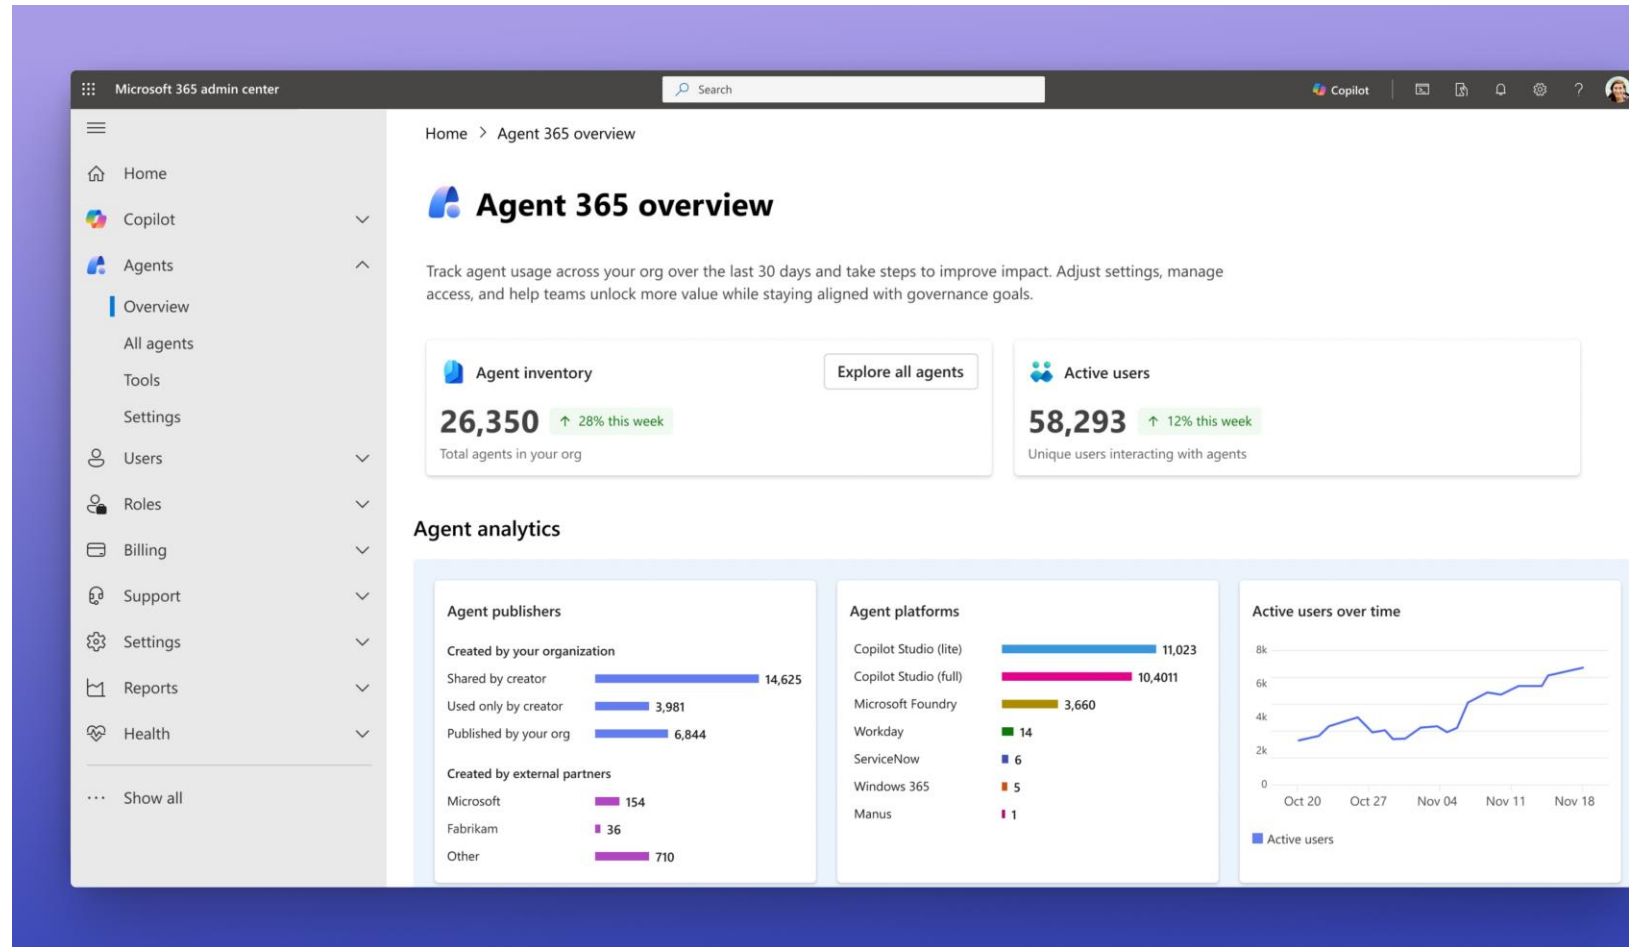 Microsoft 365 admin center
Search
Copilot
?
Home > Agent 365 overview
Home
Copilot
Agents
Overview
All agents
Tools
Settings
Users
Roles
Billing
Support
Settings
Reports
Health
... Show all
Agent 365 overview
Track agent usage across your org over the last 30 days and take steps to improve impact. Adjust settings, manage
access, and help teams unlock more value while staying aligned with governance goals.
Agent inventory
Explore all agents
26,350 ↑ 28% this week
Total agents in your org
Active users
58,293 ↑ 12% this week
Unique users interacting with agents
Agent analytics
Agent publishers
Created by your organization
Shared by creator 14,625
Used only by creator 3,981
Published by your org 6,844
Created by external partners
Microsoft 154
Fabrikam 36
Other 710
Agent platforms
Copilot Studio (lite) 11,023
Copilot Studio (full) 10,4011
Microsoft Foundry 3,660
Workday 14
ServiceNow 6
Windows 365 5
Manus 1
Active users over time
8k
6k
4k
2k
0
Oct 20 Oct 27 Nov 04 Nov 11 Nov 18
Active users